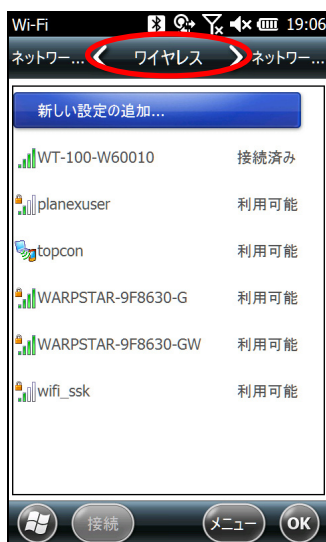 Wi-Fi 19:06
ネットワー... ワイヤレス ネットワー...
新しい設定の追加...
WT-100-W60010 接続済み
planexuser 利用可能
topcon 利用可能
WARPSTAR-9F8630-G 利用可能
WARPSTAR-9F8630-GW 利用可能
wifi_ssk 利用可能
接続 メニュー OK